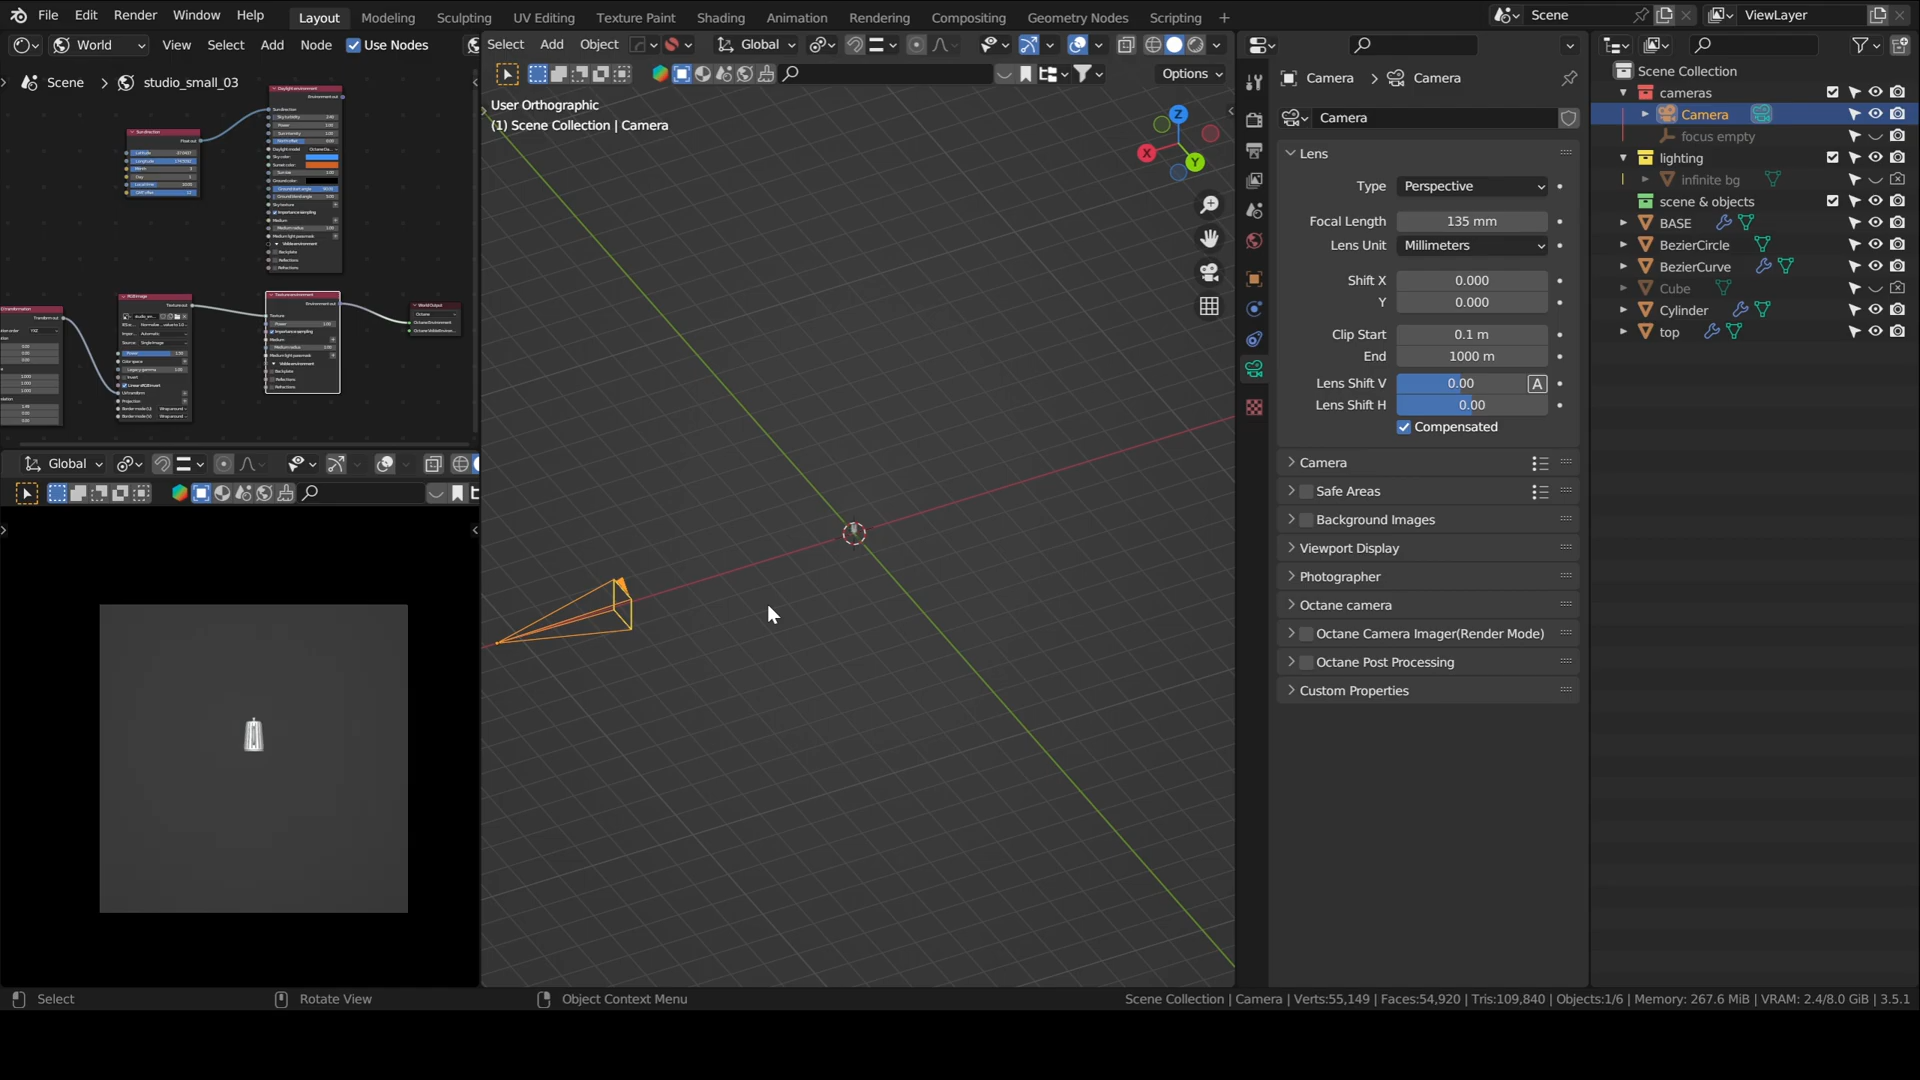 File Edit Render Window Help
Layout Modeling Sculpting UV Editing Texture Paint Shading Animation Rendering Compositing Geometry Nodes Scripting +
Scene
ViewLayer
World View Select Add Node Use Nodes
Select Add Object Global
Scene > studio_small_03
Options
User Orthographic
(1) Scene Collection | Camera
X
Y
Z
Global
Camera > Camera
Camera
Lens
Type Perspective
Focal Length 135 mm
Lens Unit Millimeters
Shift X 0.000
Y 0.000
Clip Start 0.1 m
End 1000 m
Lens Shift V 0.00 A
Lens Shift H 0.00
Compensated
Camera
Safe Areas
Background Images
Viewport Display
Photographer
Octane camera
Octane Camera Imager(Render Mode)
Octane Post Processing
Custom Properties
Scene Collection
cameras
Camera
focus empty
lighting
infinite bg
scene & objects
BASE
BezierCircle
BezierCurve
Cube
Cylinder
top
Select
Rotate View
Object Context Menu
Scene Collection | Camera | Verts:55,149 | Faces:54,920 | Tris:109,840 | Objects:1/6 | Memory: 267.6 MiB | VRAM: 2.4/8.0 GiB | 3.5.1